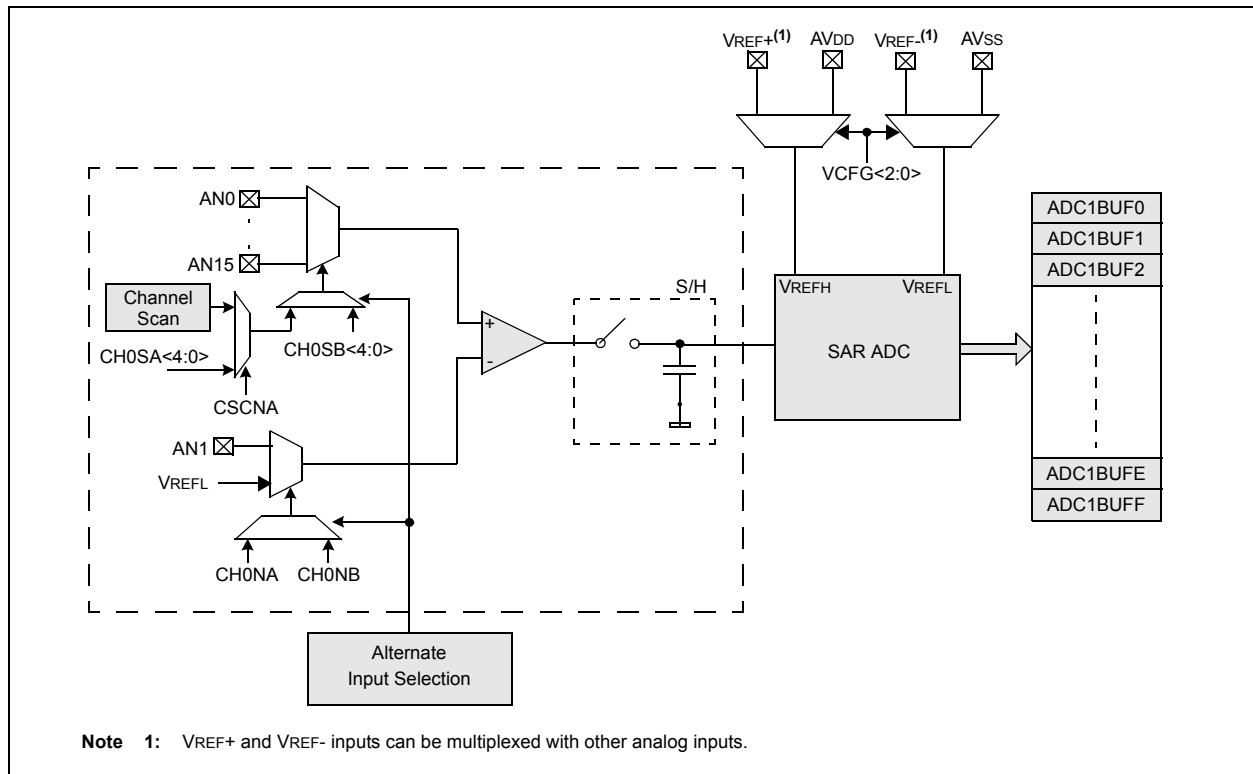 VREF+(1) AVDD VREF-(1) AVSS
VCFG<2:0>
AN0
AN15
Channel
Scan
CH0SA<4:0>
CH0SB<4:0>
CSCNA
AN1
VREFL
CH0NA CH0NB
+
-
S/H
VREFH VREFL
SAR ADC
ADC1BUF0
ADC1BUF1
ADC1BUF2
ADC1BUFE
ADC1BUFF
Alternate
Input Selection
Note 1: VREF+ and VREF- inputs can be multiplexed with other analog inputs.